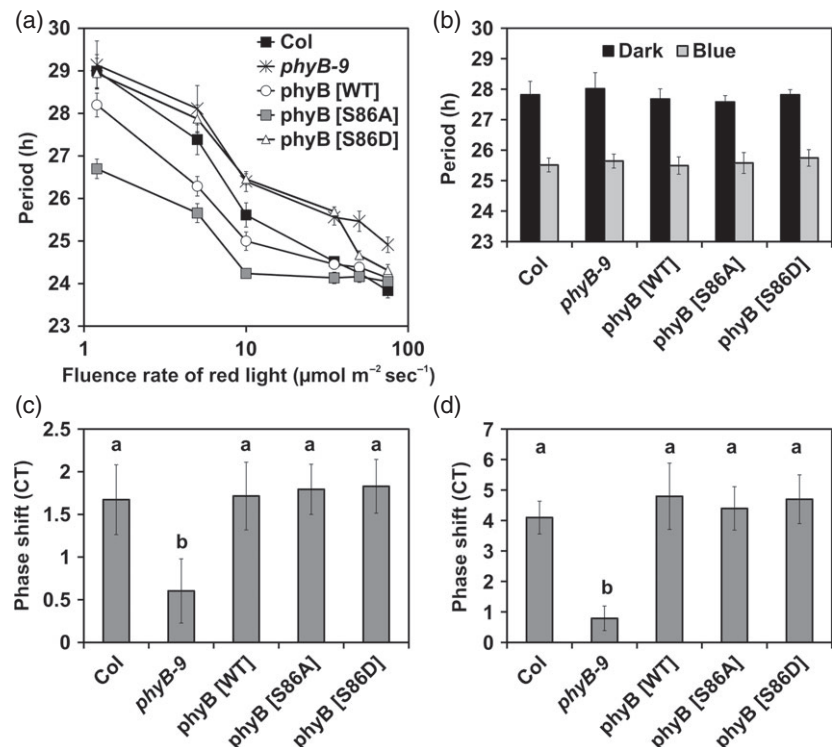 (a)
Col
phyB-9
phyB [WT]
phyB [S86A]
phyB [S86D]
30
29
28
27
26
25
24
23
Period (h)
1
10
100
Fluence rate of red light (µmol m⁻² sec⁻¹)
(b)
Dark
Blue
30
29
28
27
26
25
24
23
Period (h)
Col
phyB-9
phyB [WT]
phyB [S86A]
phyB [S86D]
(c)
2.5
2
1.5
1
0.5
0
Phase shift (CT)
a
b
a
a
a
Col
phyB-9
phyB [WT]
phyB [S86A]
phyB [S86D]
(d)
7
6
5
4
3
2
1
0
Phase shift (CT)
a
b
a
a
a
Col
phyB-9
phyB [WT]
phyB [S86A]
phyB [S86D]